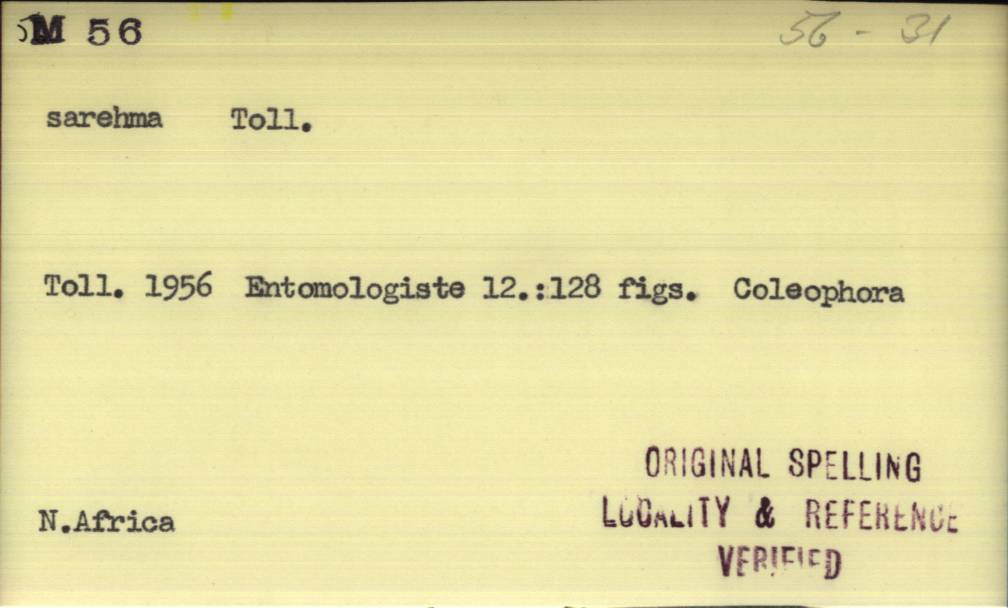 M 56 56 - 31
sarehma Toll.
Toll. 1956 Entomologiste 12.:128 figs. Coleophora
N.Africa
ORIGINAL SPELLING
LOCALITY & REFERENCE
VERIFIED